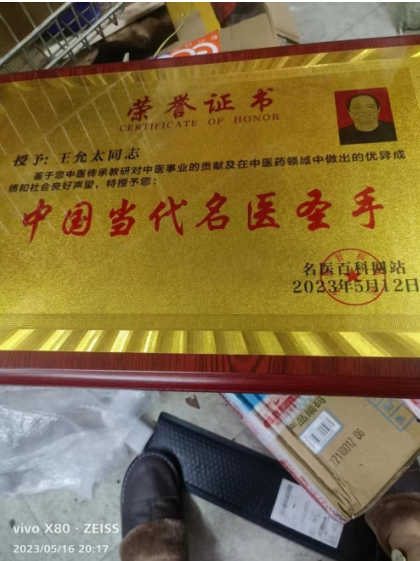 荣誉证书
CERTIFICATE OF HONOR
授予: 王允太同志
基于您中医传承教研对中医事业的贡献及在中医药领域中做出的优异成
绩和社会良好声望、特授予您:
中国当代名医圣手
名医百科网站
2023年5月12日
22110012 06
vivo X80 · ZEISS
2023/05/16 20:17